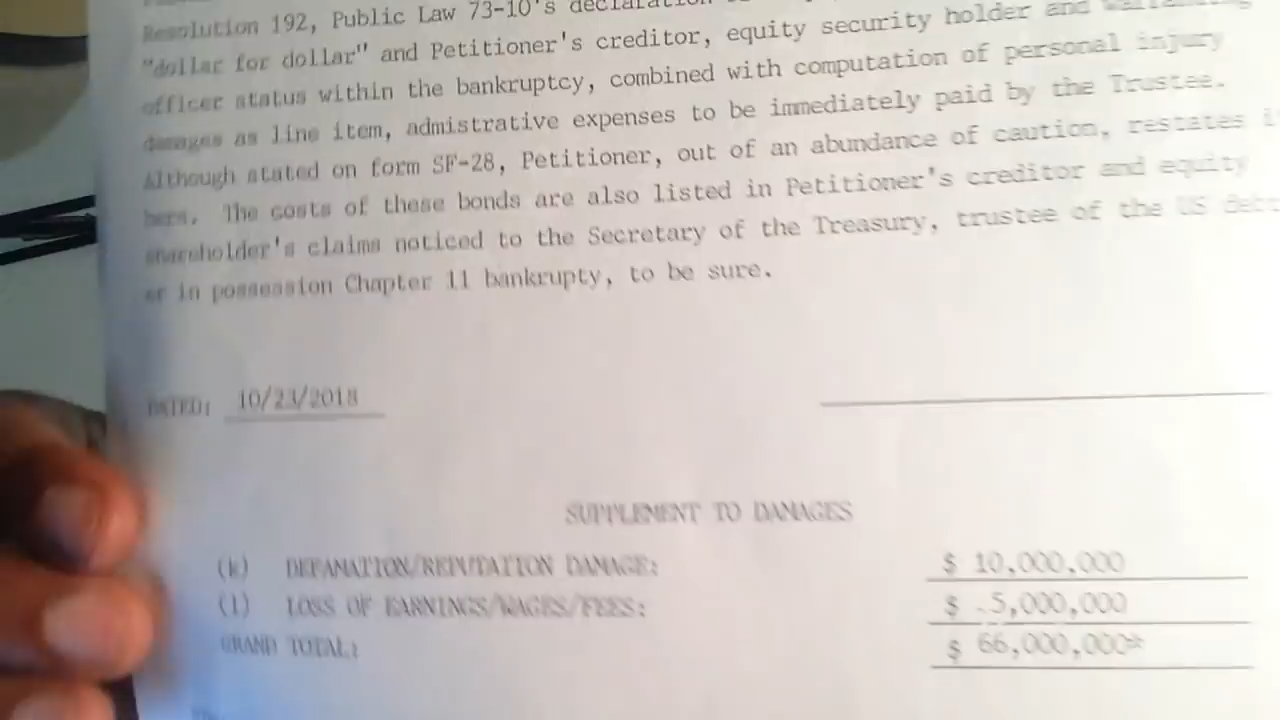 Resolution 192, Public Law 73-10's declaration
"dollar for dollar" and Petitioner's creditor, equity security holder and
officer status within the bankruptcy, combined with computation of personal injury
damages as line item, admistrative expenses to be immediately paid by the Trustee.
Although stated on form SF-28, Petitioner, out of an abundance of caution, restates
here. The costs of these bonds are also listed in Petitioner's creditor and equity
shareholder's claims noticed to the Secretary of the Treasury, trustee of the US
er in possession Chapter 11 bankrupty, to be sure.
DATED: 10/23/2018
SUPPLEMENT TO DAMAGES
(k) DEFAMATION/REPUTATION DAMAGE: $ 10,000,000
(l) LOSS OF EARNINGS/WAGES/FEES: $ 5,000,000
GRAND TOTAL: $ 66,000,000*